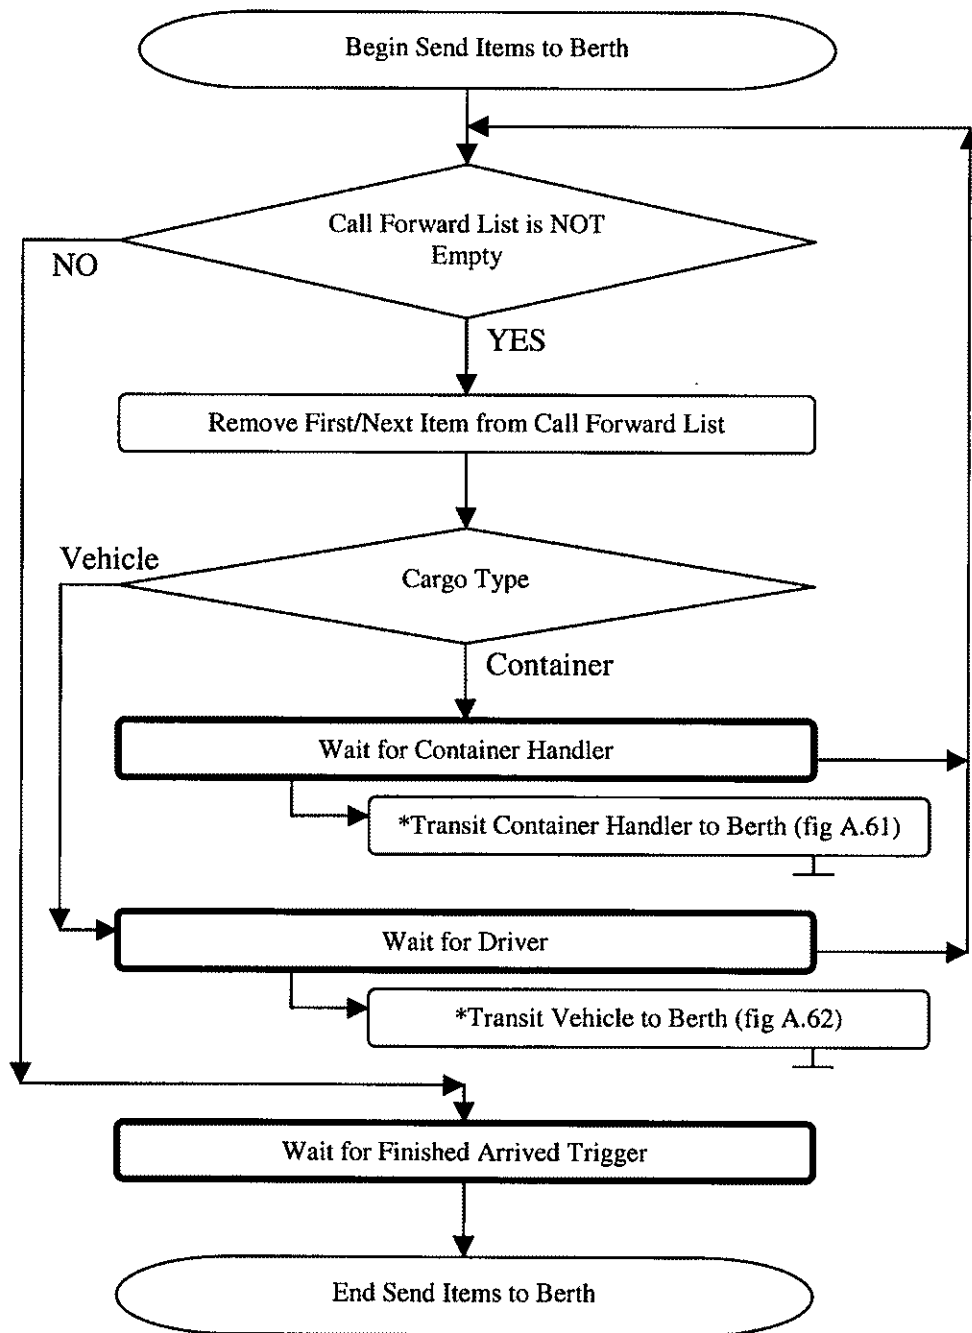 Begin Send Items to Berth
Call Forward List is NOT
Empty
NO
YES
Remove First/Next Item from Call Forward List
Vehicle
Cargo Type
Container
Wait for Container Handler
*Transit Container Handler to Berth (fig A.61)
Wait for Driver
*Transit Vehicle to Berth (fig A.62)
Wait for Finished Arrived Trigger
End Send Items to Berth